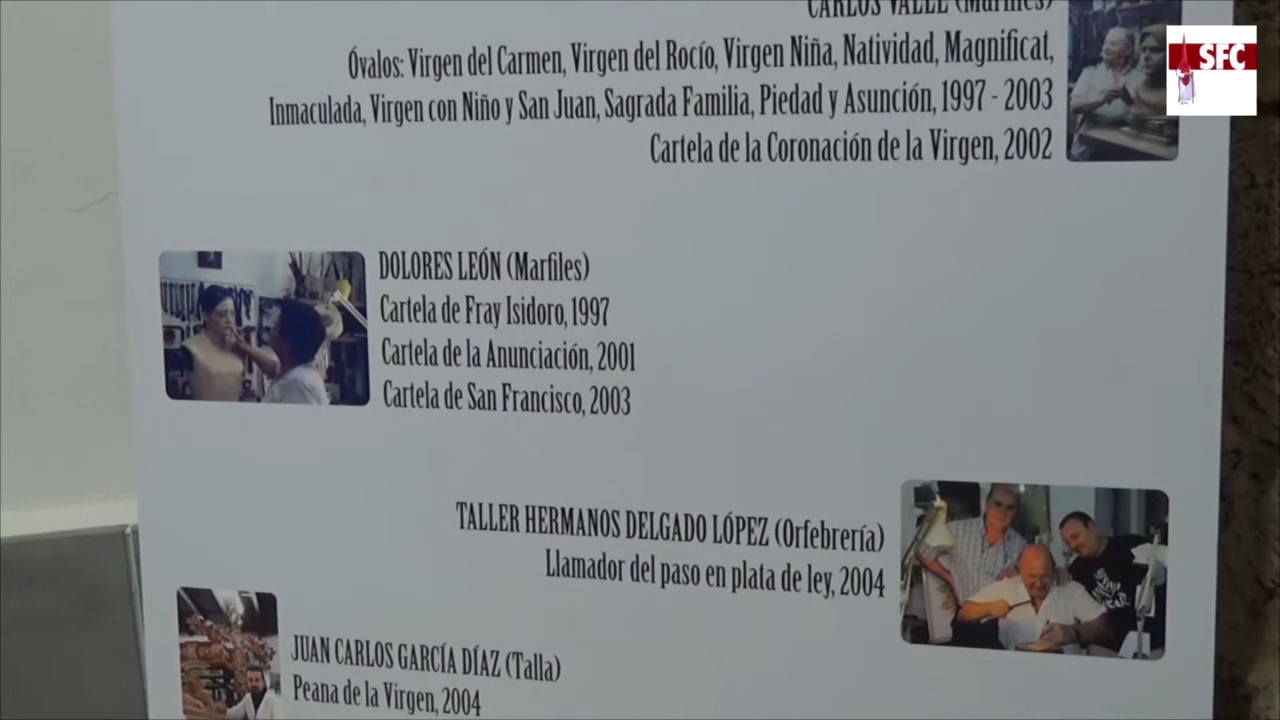 CARLOS VALLE (Marfiles)
Óvalos: Virgen del Carmen, Virgen del Rocío, Virgen Niña, Natividad, Magnificat,
Inmaculada, Virgen con Niño y San Juan, Sagrada Familia, Piedad y Asunción, 1997 - 2003
Cartela de la Coronación de la Virgen, 2002
SFC
DOLORES LEÓN (Marfiles)
Cartela de Fray Isidoro, 1997
Cartela de la Anunciación, 2001
Cartela de San Francisco, 2003
TALLER HERMANOS DELGADO LÓPEZ (Orfebrería)
Llamador del paso en plata de ley, 2004
JUAN CARLOS GARCÍA DÍAZ (Talla)
Peana de la Virgen, 2004